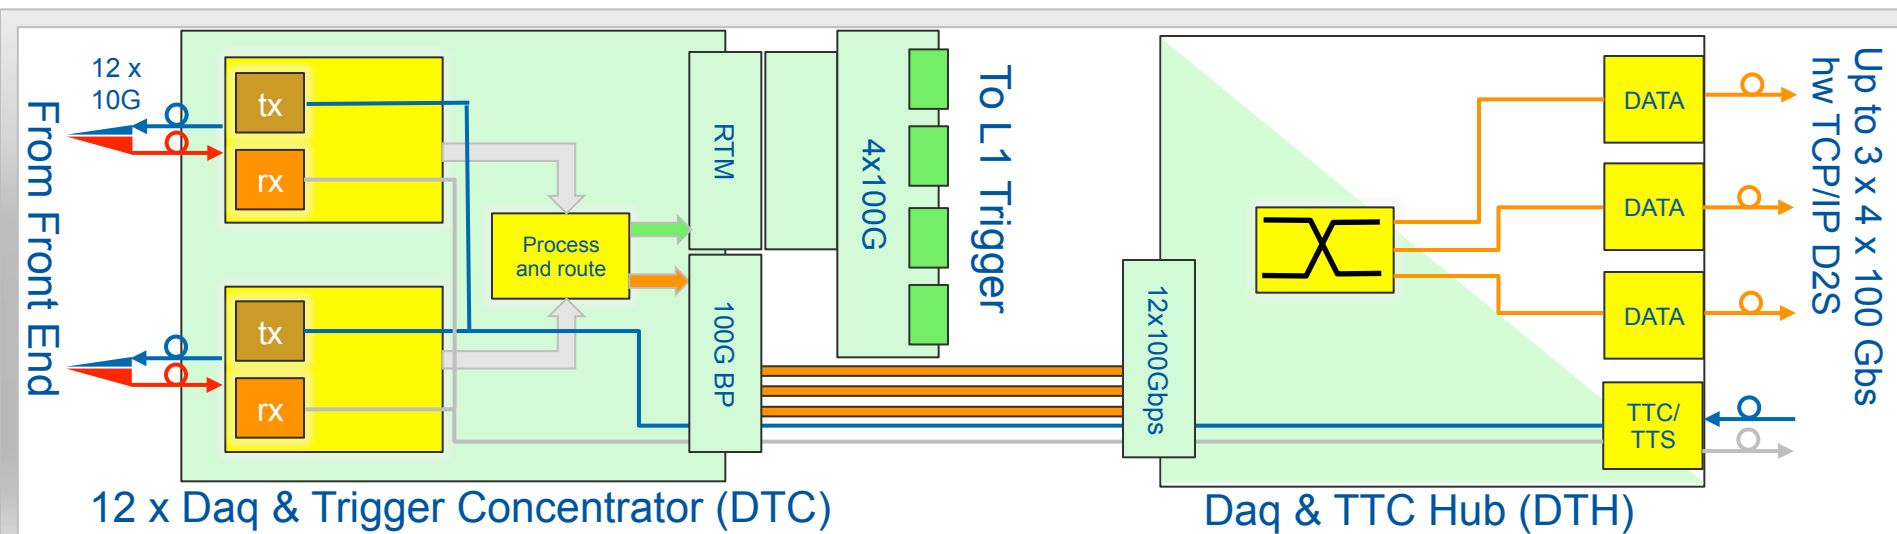 From Front End
12 x
10G
tx
rx
tx
rx
Process
and route
RTM
100G BP
4x100G
To L1 Trigger
12x100Gbps
DATA
DATA
DATA
TTC/
TTS
Up to 3 x 4 x 100 Gbs
hw TCP/IP D2S
12 x Daq & Trigger Concentrator (DTC)
Daq & TTC Hub (DTH)